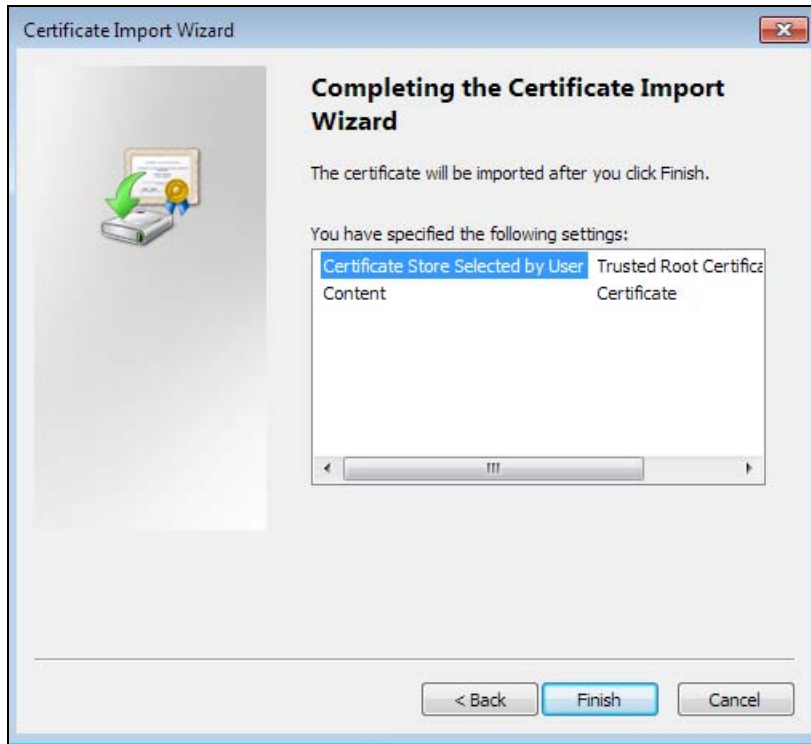 Certificate Import Wizard
Completing the Certificate Import
Wizard
The certificate will be imported after you click Finish.
You have specified the following settings:
Certificate Store Selected by User Trusted Root Certifica
Content Certificate
< Back Finish Cancel